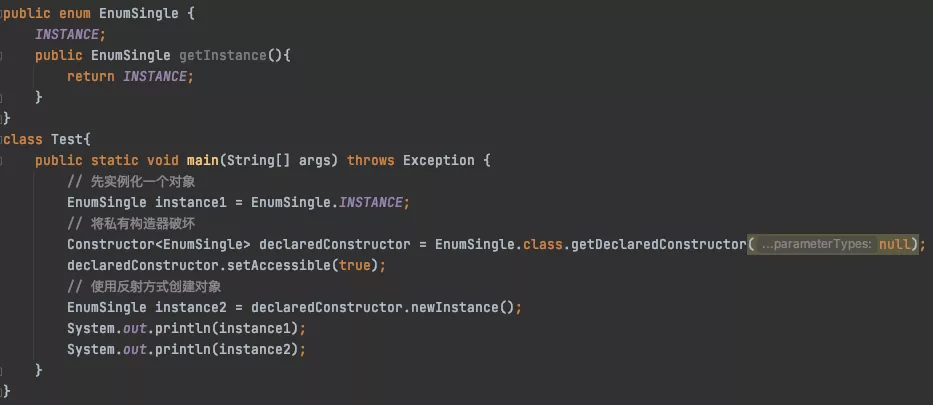 public enum EnumSingle {
    INSTANCE;
    public EnumSingle getInstance(){
        return INSTANCE;
    }
}
class Test{
    public static void main(String[] args) throws Exception {
        // 先实例化一个对象
        EnumSingle instance1 = EnumSingle.INSTANCE;
        // 将私有构造器破坏
        Constructor<EnumSingle> declaredConstructor = EnumSingle.class.getDeclaredConstructor( ...parameterTypes: null);
        declaredConstructor.setAccessible(true);
        // 使用反射方式创建对象
        EnumSingle instance2 = declaredConstructor.newInstance();
        System.out.println(instance1);
        System.out.println(instance2);
    }
}